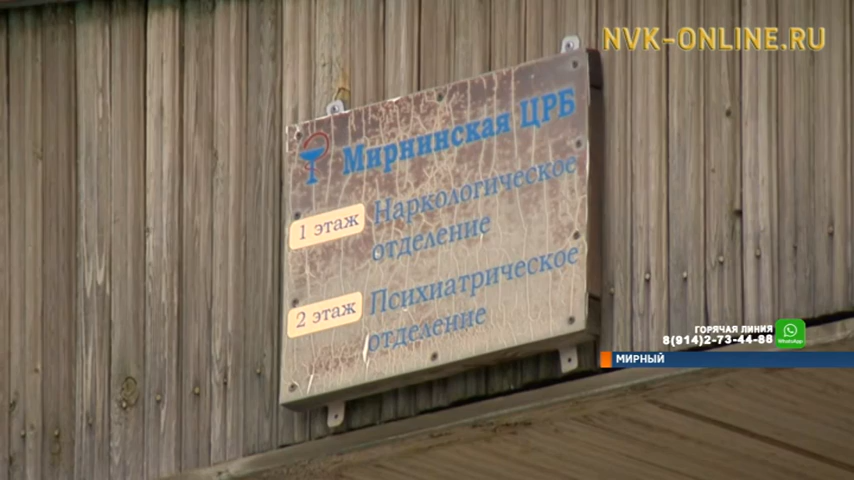 NVK-ONLINE.RU
Мирнинская ЦРБ
1 этаж Наркологическое
отделение
2 этаж Психиатрическое
отделение
ГОРЯЧАЯ ЛИНИЯ
8(914)2-73-44-88
WhatsApp
МИРНЫЙ